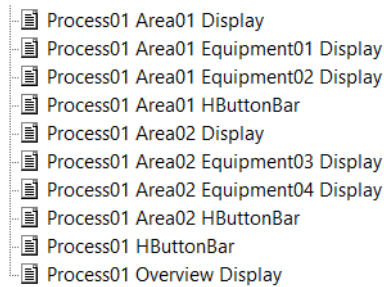 Process01 Area01 Display
Process01 Area01 Equipment01 Display
Process01 Area01 Equipment02 Display
Process01 Area01 HButtonBar
Process01 Area02 Display
Process01 Area02 Equipment03 Display
Process01 Area02 Equipment04 Display
Process01 Area02 HButtonBar
Process01 HButtonBar
Process01 Overview Display